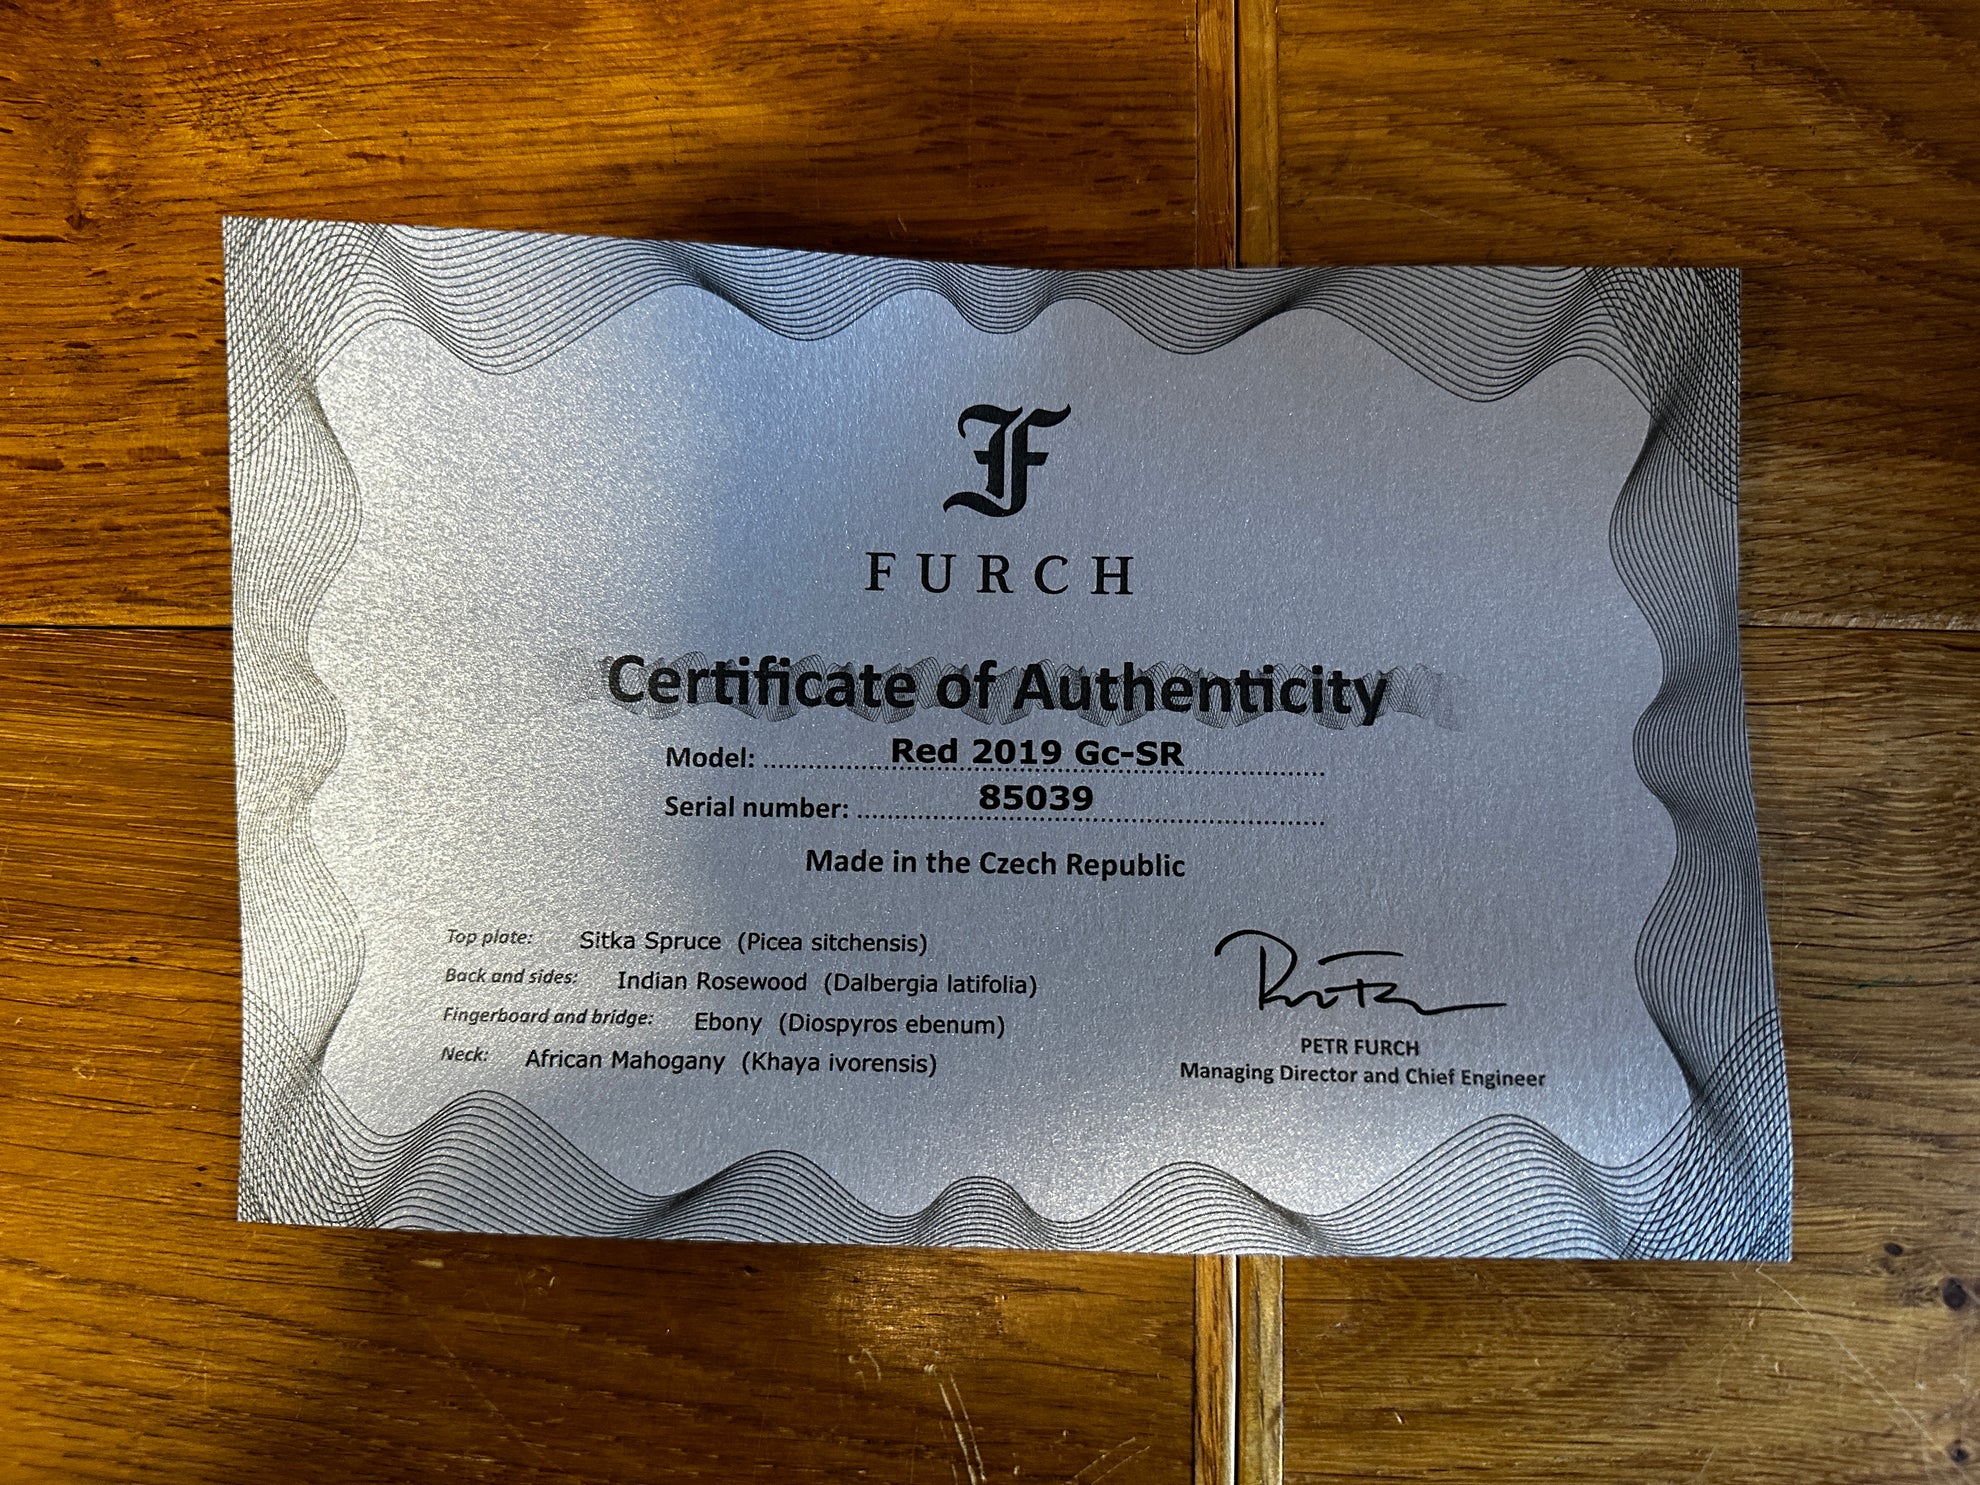 F
FURCH
Certificate of Authenticity
Model: Red 2019 Gc-SR
Serial number: 85039
Made in the Czech Republic
Top plate: Sitka Spruce (Picea sitchensis)
Back and sides: Indian Rosewood (Dalbergia latifolia)
Fingerboard and bridge: Ebony (Diospyros ebenum)
Neck: African Mahogany (Khaya ivorensis)
PETR FURCH
Managing Director and Chief Engineer